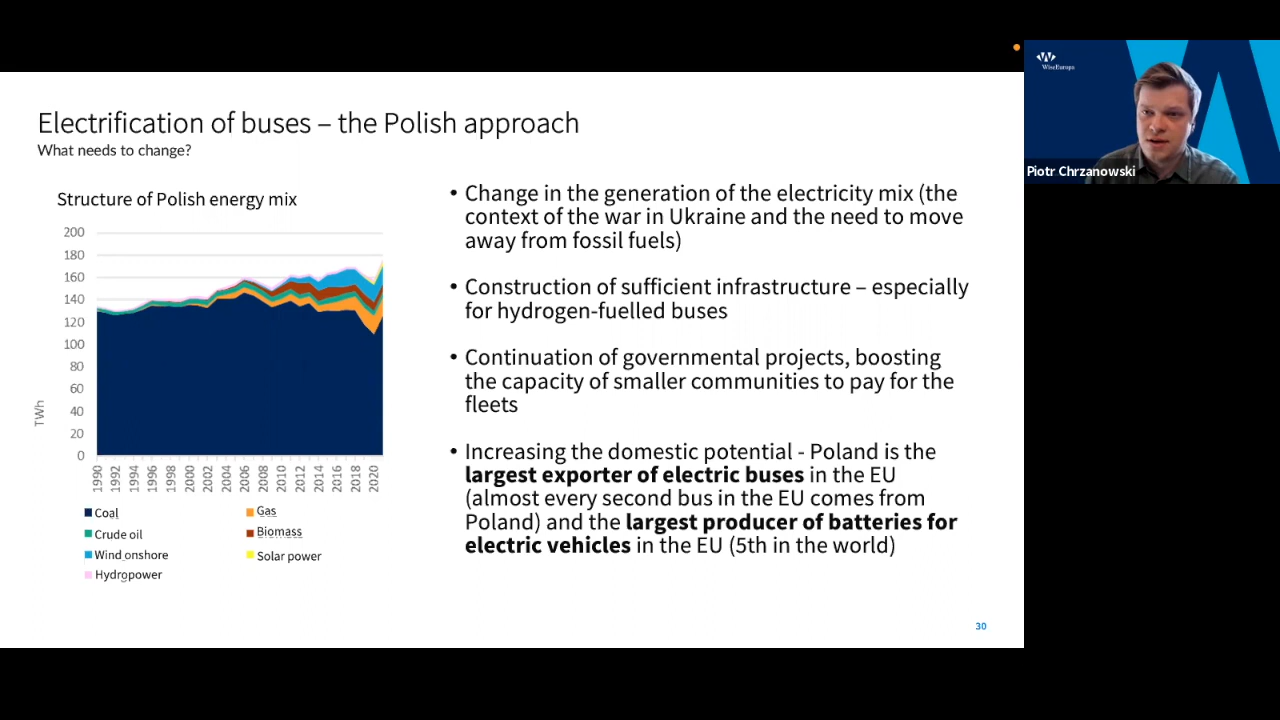 Electrification of buses – the Polish approach
What needs to change?
Structure of Polish energy mix
200
180
160
140
120
100
80
60
40
20
0
TWh
1990
1992
1994
1996
1998
2000
2002
2004
2006
2008
2010
2012
2014
2016
2018
2020
Coal
Gas
Crude oil
Biomass
Wind onshore
Solar power
Hydropower
• Change in the generation of the electricity mix (the
context of the war in Ukraine and the need to move
away from fossil fuels)
• Construction of sufficient infrastructure – especially
for hydrogen-fuelled buses
• Continuation of governmental projects, boosting
the capacity of smaller communities to pay for the
fleets
• Increasing the domestic potential - Poland is the
largest exporter of electric buses in the EU
(almost every second bus in the EU comes from
Poland) and the largest producer of batteries for
electric vehicles in the EU (5th in the world)
30
WiseEuropa
Piotr Chrzanowski